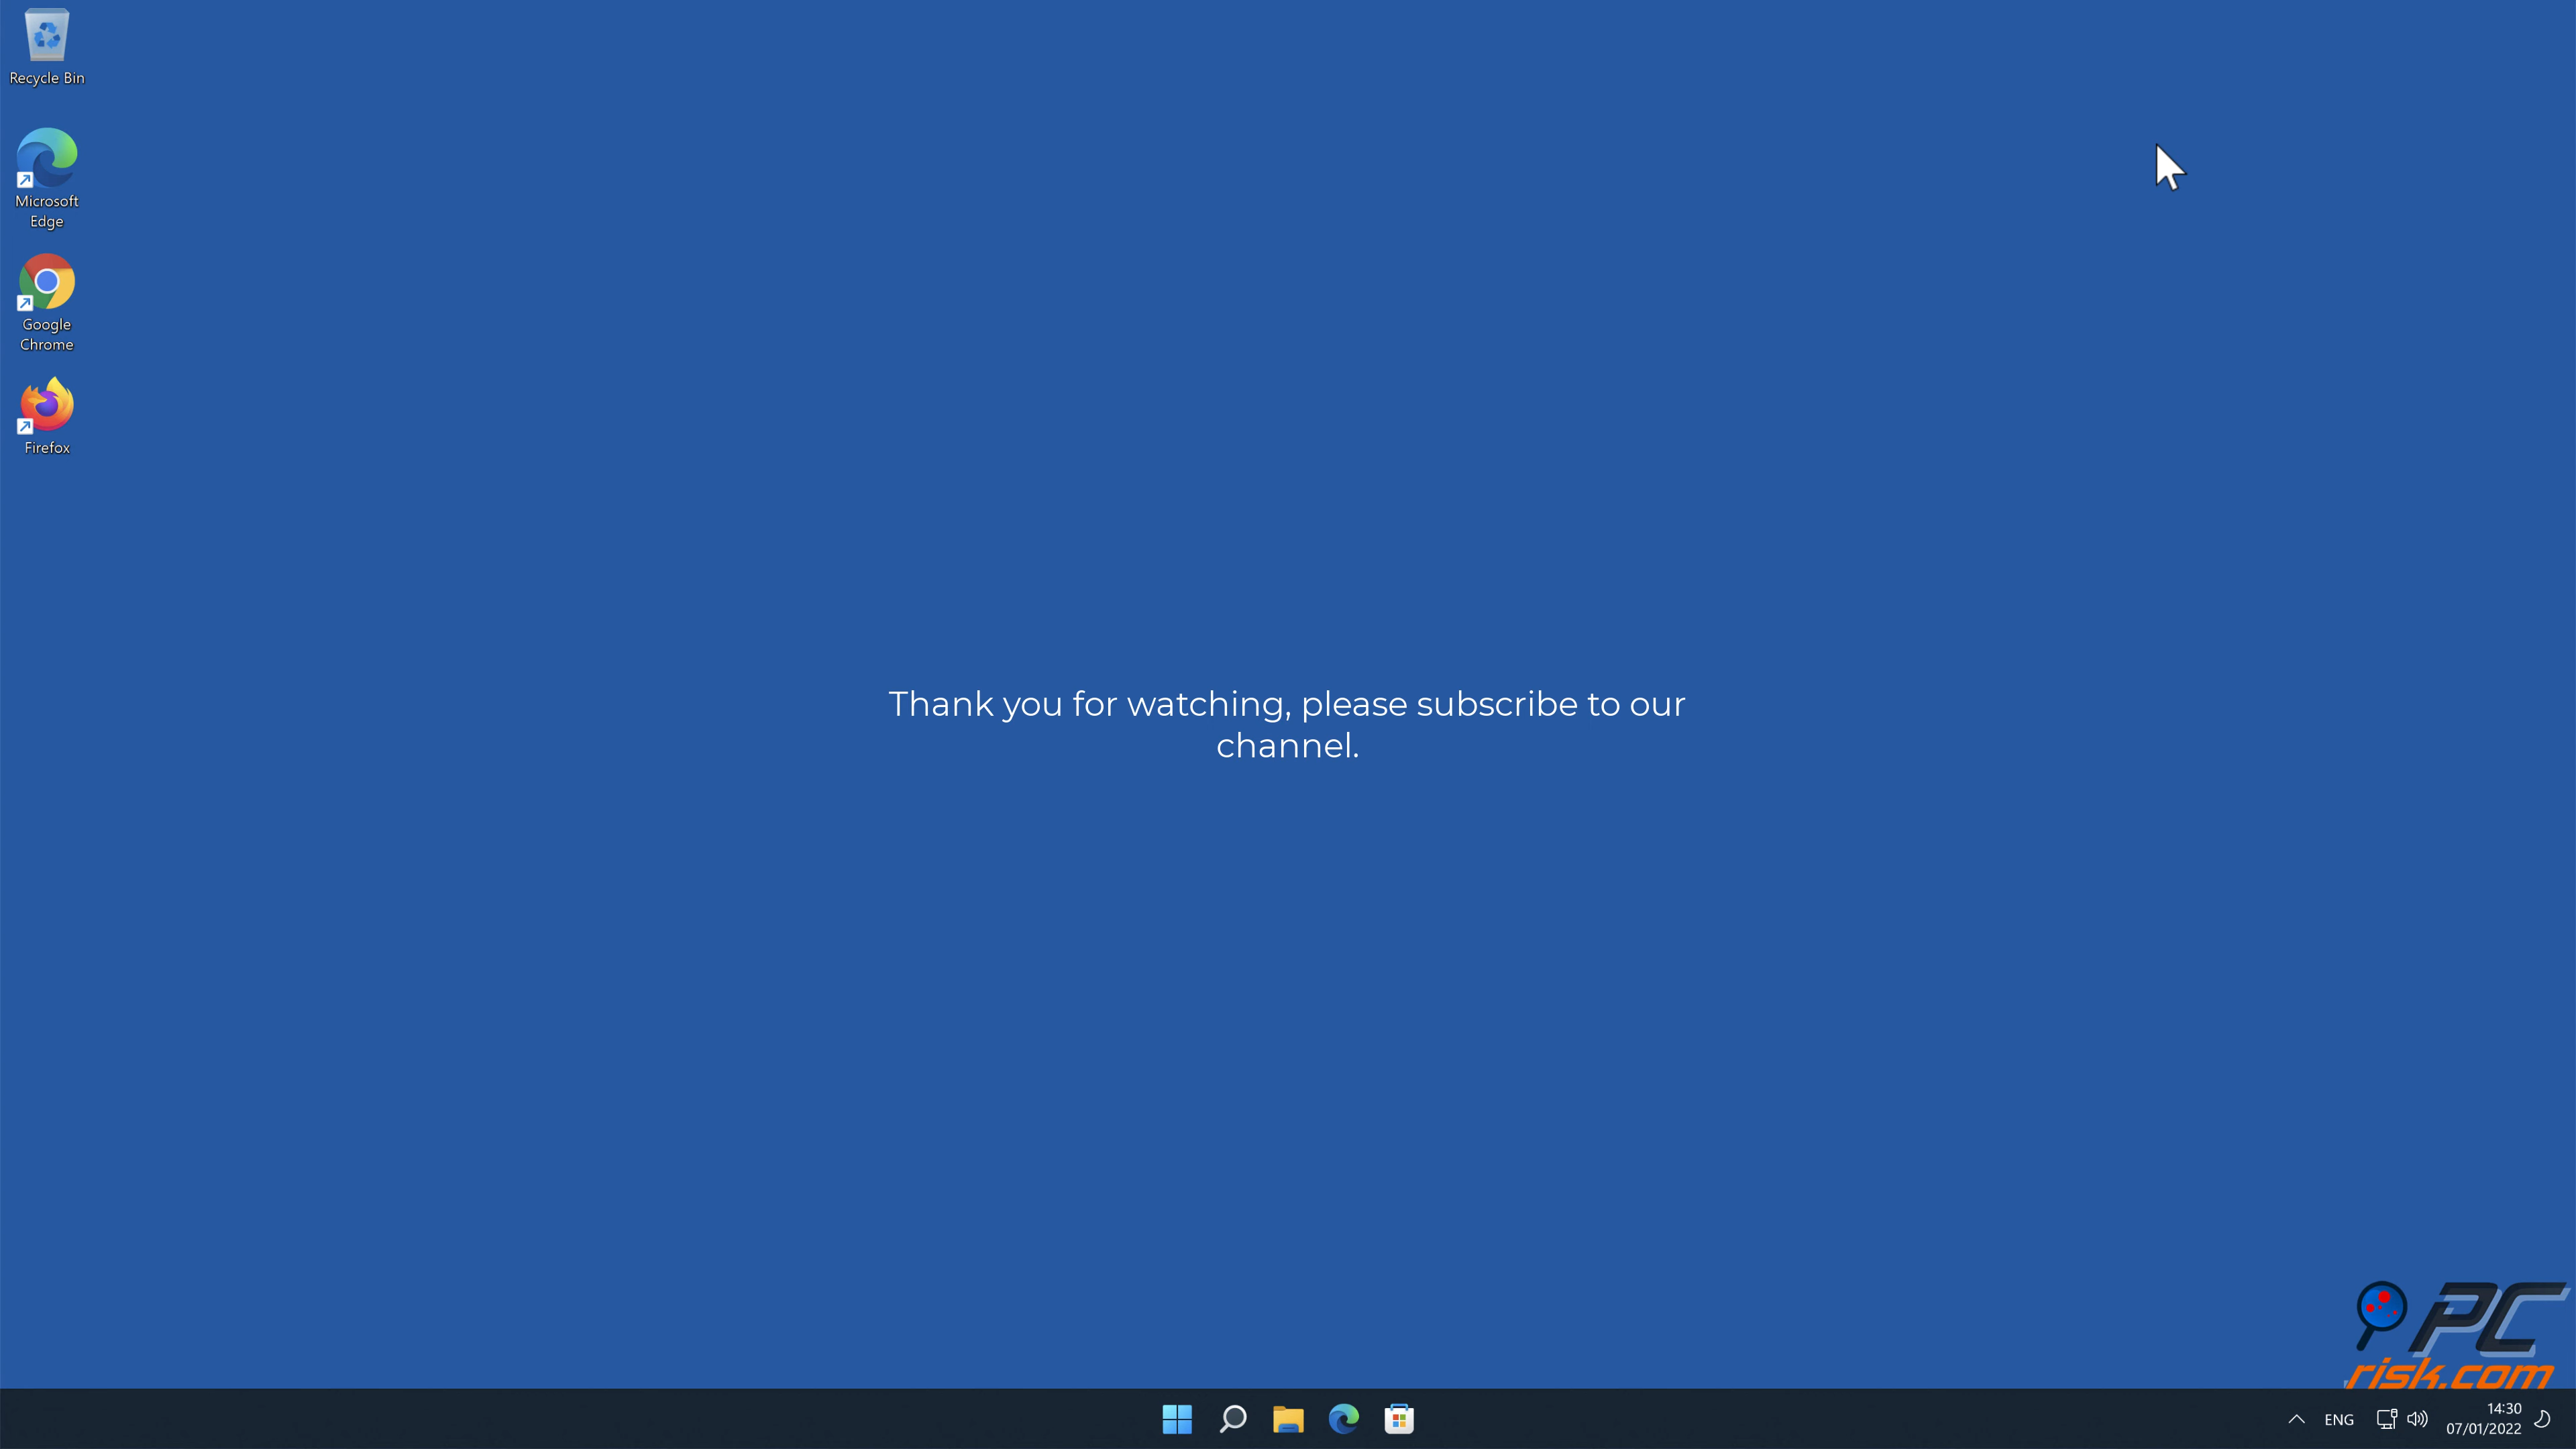 Recycle Bin
Microsoft
Edge
Google
Chrome
Firefox
Thank you for watching, please subscribe to our
channel.
PC
risk.com
ENG
14:30
07/01/2022